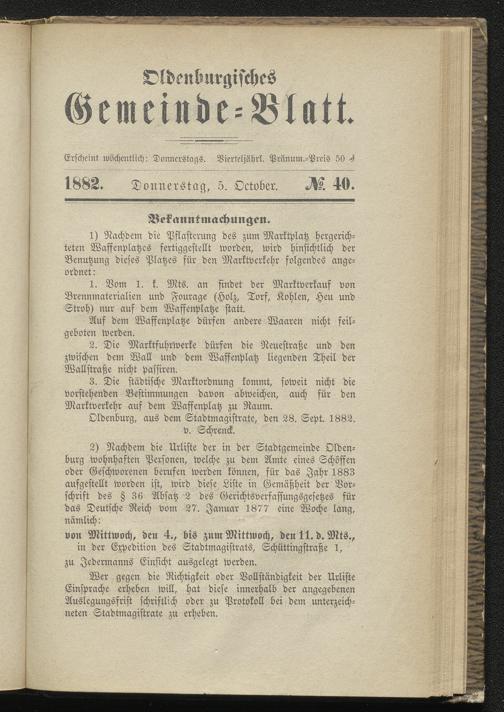 Oldenburgisches
Gemeinde=Blatt.
Erscheint wöchentlich: Donnerstags. Vierteljährl. Pränum.=Preis 50 ₰
1882. Donnerstag, 5. October. № 40.
Bekanntmachungen.
1) Nachdem die Pflasterung des zum Marktplatz hergerich=
teten Waffenplatzes fertiggestellt worden, wird hinsichtlich der
Benutzung dieses Platzes für den Marktverkehr folgendes ange=
ordnet:
1. Vom 1. k. Mts. an findet der Marktverkauf von
Brennmaterialien und Fourage (Holz, Torf, Kohlen, Heu und
Stroh) nur auf dem Waffenplatze statt.
Auf dem Waffenplatze dürfen andere Waaren nicht feil=
geboten werden.
2. Die Marktfuhrwerke dürfen die Neuestraße und den
zwischen dem Wall und dem Waffenplatz liegenden Theil der
Wallstraße nicht passiren.
3. Die städtische Marktordnung kommt, soweit nicht die
vorstehenden Bestimmungen davon abweichen, auch für den
Marktverkehr auf dem Waffenplatz zu Raum.
Oldenburg, aus dem Stadtmagistrate, den 28. Sept. 1882.
v. Schrenck.
2) Nachdem die Urliste der in der Stadtgemeinde Olden=
burg wohnhaften Personen, welche zu dem Amte eines Schöffen
oder Geschworenen berufen werden können, für das Jahr 1883
aufgestellt worden ist, wird diese Liste in Gemäßheit der Vor=
schrift des § 36 Absatz 2 des Gerichtsverfassungsgesetzes für
das Deutsche Reich vom 27. Januar 1877 eine Woche lang,
nämlich:
von Mittwoch, den 4., bis zum Mittwoch, den 11. d. Mts.,
in der Expedition des Stadtmagistrats, Schüttingstraße 1,
zu Jedermanns Einsicht ausgelegt werden.
Wer gegen die Richtigkeit oder Vollständigkeit der Urliste
Einsprache erheben will, hat diese innerhalb der angegebenen
Auslegungsfrist schriftlich oder zu Protokoll bei dem unterzeich=
neten Stadtmagistrate zu erheben.